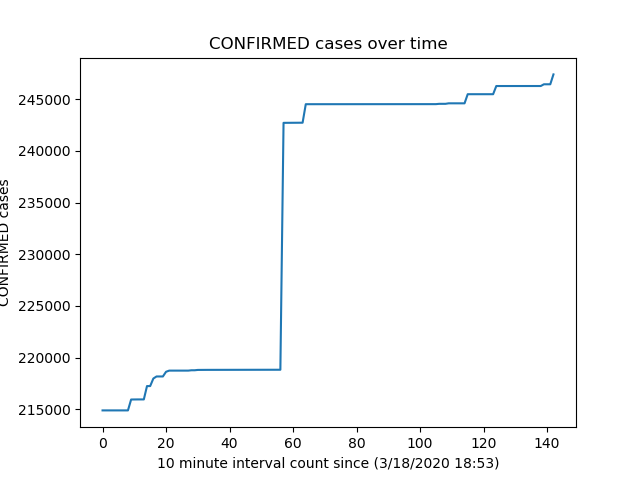 CONFIRMED cases over time
CONFIRMED cases
245000
240000
235000
230000
225000
220000
215000
0 20 40 60 80 100 120 140
10 minute interval count since (3/18/2020 18:53)